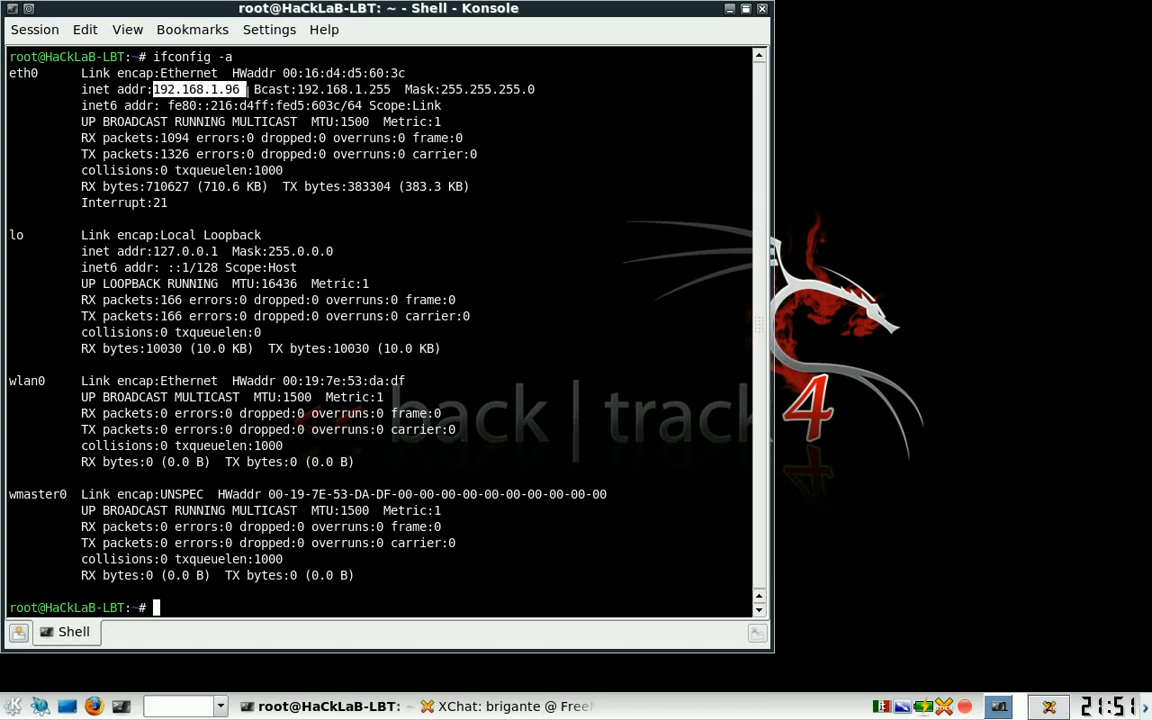 root@HaCkLaB-LBT: ~ - Shell - Konsole
Session Edit View Bookmarks Settings Help
root@HaCkLaB-LBT:~# ifconfig -a
eth0 Link encap:Ethernet HWaddr 00:16:d4:d5:60:3c
inet addr:192.168.1.96 Bcast:192.168.1.255 Mask:255.255.255.0
inet6 addr: fe80::216:d4ff:fed5:603c/64 Scope:Link
UP BROADCAST RUNNING MULTICAST MTU:1500 Metric:1
RX packets:1094 errors:0 dropped:0 overruns:0 frame:0
TX packets:1326 errors:0 dropped:0 overruns:0 carrier:0
collisions:0 txqueuelen:1000
RX bytes:710627 (710.6 KB) TX bytes:383304 (383.3 KB)
Interrupt:21
lo Link encap:Local Loopback
inet addr:127.0.0.1 Mask:255.0.0.0
inet6 addr: ::1/128 Scope:Host
UP LOOPBACK RUNNING MTU:16436 Metric:1
RX packets:166 errors:0 dropped:0 overruns:0 frame:0
TX packets:166 errors:0 dropped:0 overruns:0 carrier:0
collisions:0 txqueuelen:0
RX bytes:10030 (10.0 KB) TX bytes:10030 (10.0 KB)
wlan0 Link encap:Ethernet HWaddr 00:19:7e:53:da:df
UP BROADCAST MULTICAST MTU:1500 Metric:1
RX packets:0 errors:0 dropped:0 overruns:0 frame:0
TX packets:0 errors:0 dropped:0 overruns:0 carrier:0
collisions:0 txqueuelen:1000
RX bytes:0 (0.0 B) TX bytes:0 (0.0 B)
wmaster0 Link encap:UNSPEC HWaddr 00-19-7E-53-DA-DF-00-00-00-00-00-00-00-00-00-00
UP BROADCAST RUNNING MULTICAST MTU:1500 Metric:1
RX packets:0 errors:0 dropped:0 overruns:0 frame:0
TX packets:0 errors:0 dropped:0 overruns:0 carrier:0
collisions:0 txqueuelen:1000
RX bytes:0 (0.0 B) TX bytes:0 (0.0 B)
root@HaCkLaB-LBT:~#
<< back | track 4
Shell
root@HaCkLaB-LBT: ~ XChat: brigante @ Free 1 21:51